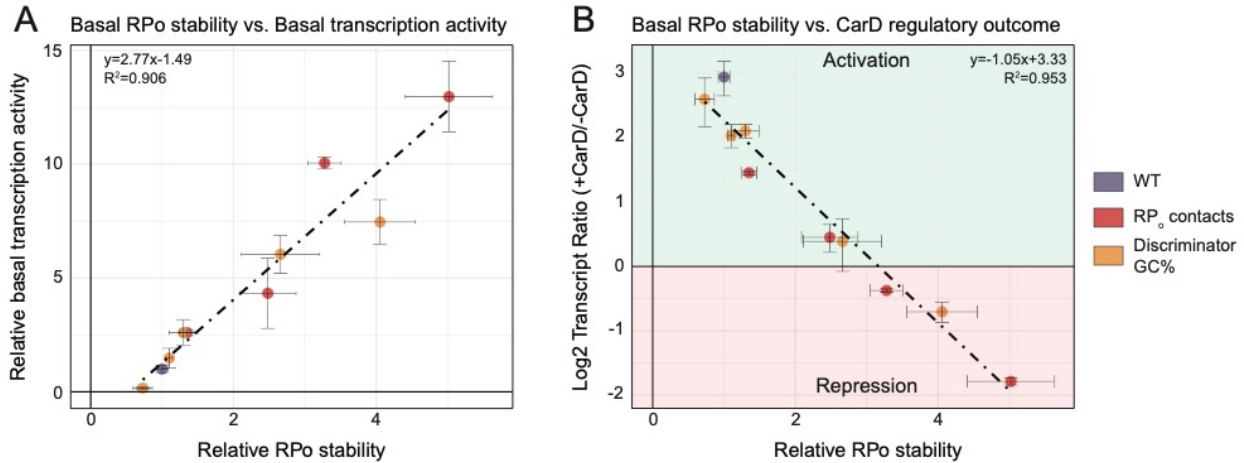 A
Basal RPo stability vs. Basal transcription activity
y=2.77x-1.49
R²=0.906
Relative basal transcription activity
15
10
5
0
0
2
4
Relative RPo stability
B
Basal RPo stability vs. CarD regulatory outcome
Activation
y=-1.05x+3.33
R²=0.953
Log2 Transcript Ratio (+CarD/-CarD)
3
2
1
0
-1
-2
Repression
0
2
4
Relative RPo stability
WT
RPₒ contacts
Discriminator
GC%